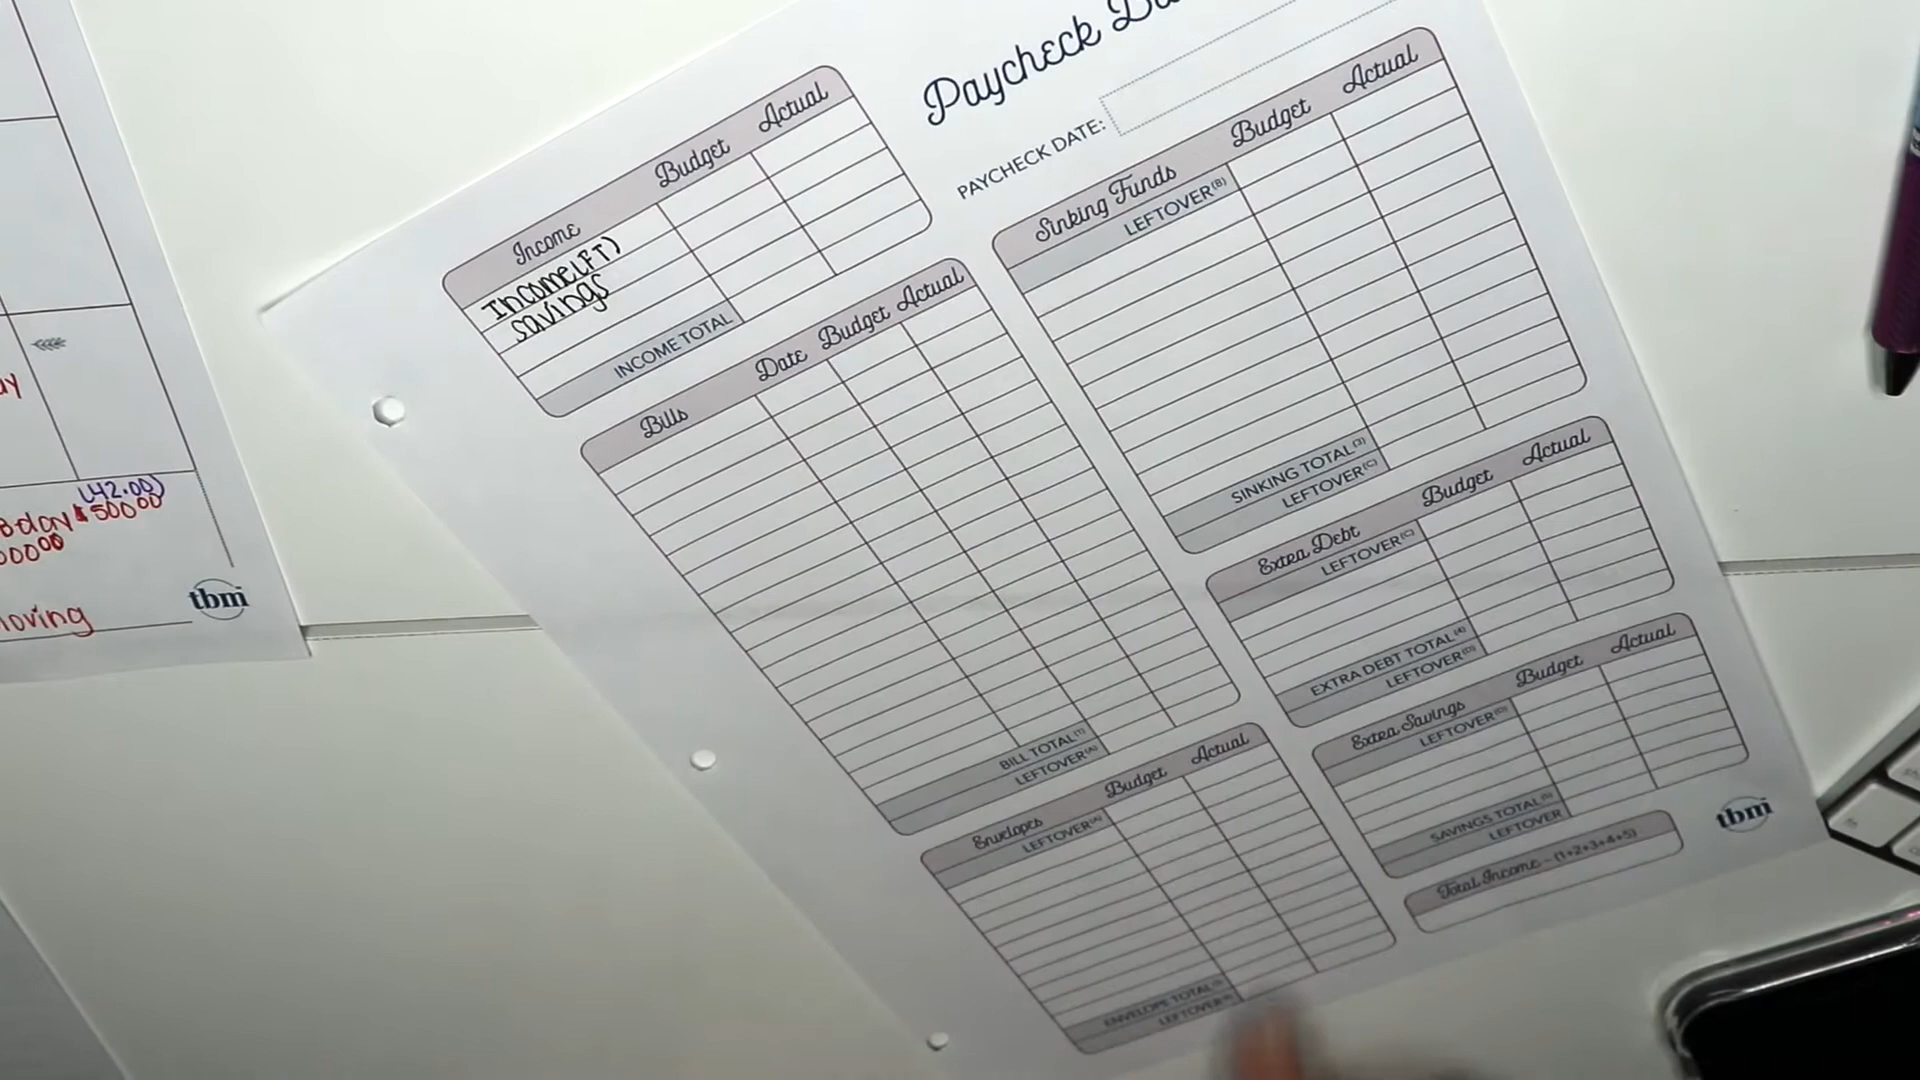 Paycheck
PAYCHECK DATE:
Income Budget Actual
Income(FT)
savings
INCOME TOTAL
Bills Date Budget Actual
BILL TOTAL(1)
LEFTOVER(A)
Envelopes Budget Actual
LEFTOVER(A)
ENVELOPE TOTAL
LEFTOVER
Sinking Funds Budget Actual
LEFTOVER(B)
SINKING TOTAL(3)
LEFTOVER(C)
Extra Debt Budget Actual
LEFTOVER(C)
EXTRA DEBT TOTAL(4)
LEFTOVER(D)
Extra Savings Budget Actual
LEFTOVER(D)
SAVINGS TOTAL(5)
LEFTOVER
Total Income - (1+2+3+4+5)
tbm
(42.00)
$50000
tbm